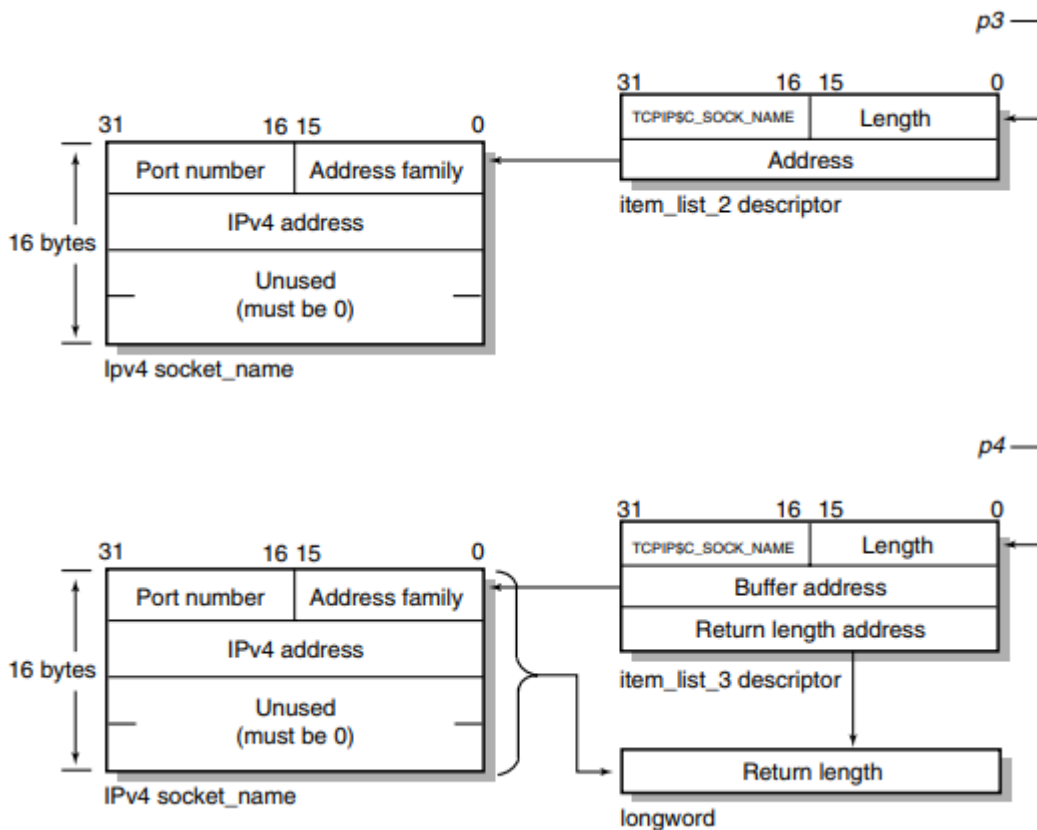 p3
31 16 15 0
TCPIP$C_SOCK_NAME Length
Address
item_list_2 descriptor
31 16 15 0
Port number Address family
IPv4 address
Unused
(must be 0)
16 bytes
Ipv4 socket_name
p4
31 16 15 0
TCPIP$C_SOCK_NAME Length
Buffer address
Return length address
item_list_3 descriptor
31 16 15 0
Port number Address family
IPv4 address
Unused
(must be 0)
16 bytes
IPv4 socket_name
Return length
longword